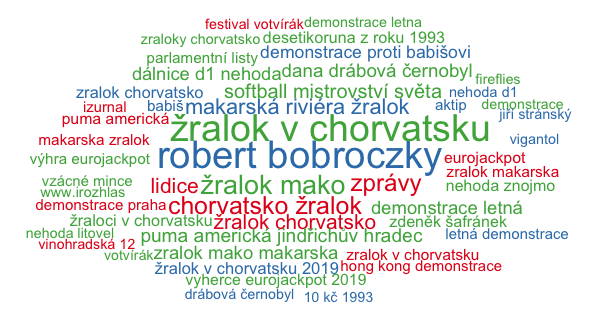 festival votvírák demonstrace letna
zraloky chorvatsko desetikoruna z roku 1993
parlamentní listy demonstrace proti babišovi
dálnice d1 nehoda dana drábová černobyl fireflies
zralok chorvatsko softball mistrovství světa nehoda d1
izurnal babiš makarská riviéra žralok aktip demonstrace
puma americká žralok v chorvatsku jiří stránský
makarska zralok robert bobroczky vigantol
výhra eurojackpot eurojackpot
vzácné mince lidice žralok mako zprávy zralok makarska
www.irozhlas nehoda znojmo
demonstrace praha chorvatsko žralok demonstrace letná
žraloci v chorvatsku žralok chorvatsko zdeněk šafránek
nehoda litovel puma americká jindřichův hradec letná demonstrace
vinohradská 12
votvírák zralok mako makarska zralok v chorvatsku
žralok v chorvatsku 2019 hong kong demonstrace
vyherce eurojackpot 2019
drábová černobyl 10 kč 1993